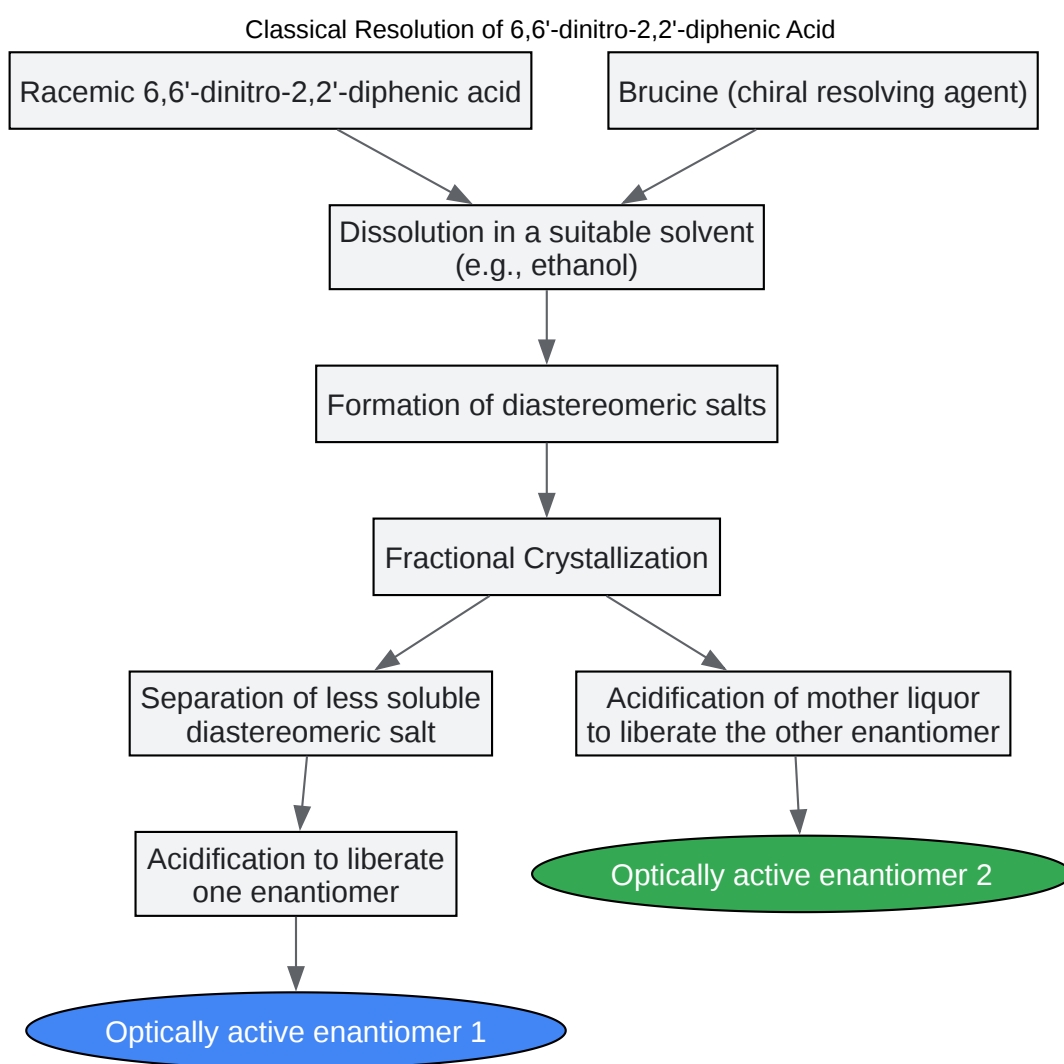 Classical Resolution of 6,6'-dinitro-2,2'-diphenic Acid
Racemic 6,6'-dinitro-2,2'-diphenic acid
Brucine (chiral resolving agent)
Dissolution in a suitable solvent
(e.g., ethanol)
Formation of diastereomeric salts
Fractional Crystallization
Separation of less soluble
diastereomeric salt
Acidification of mother liquor
to liberate the other enantiomer
Acidification to liberate
one enantiomer
Optically active enantiomer 2
Optically active enantiomer 1